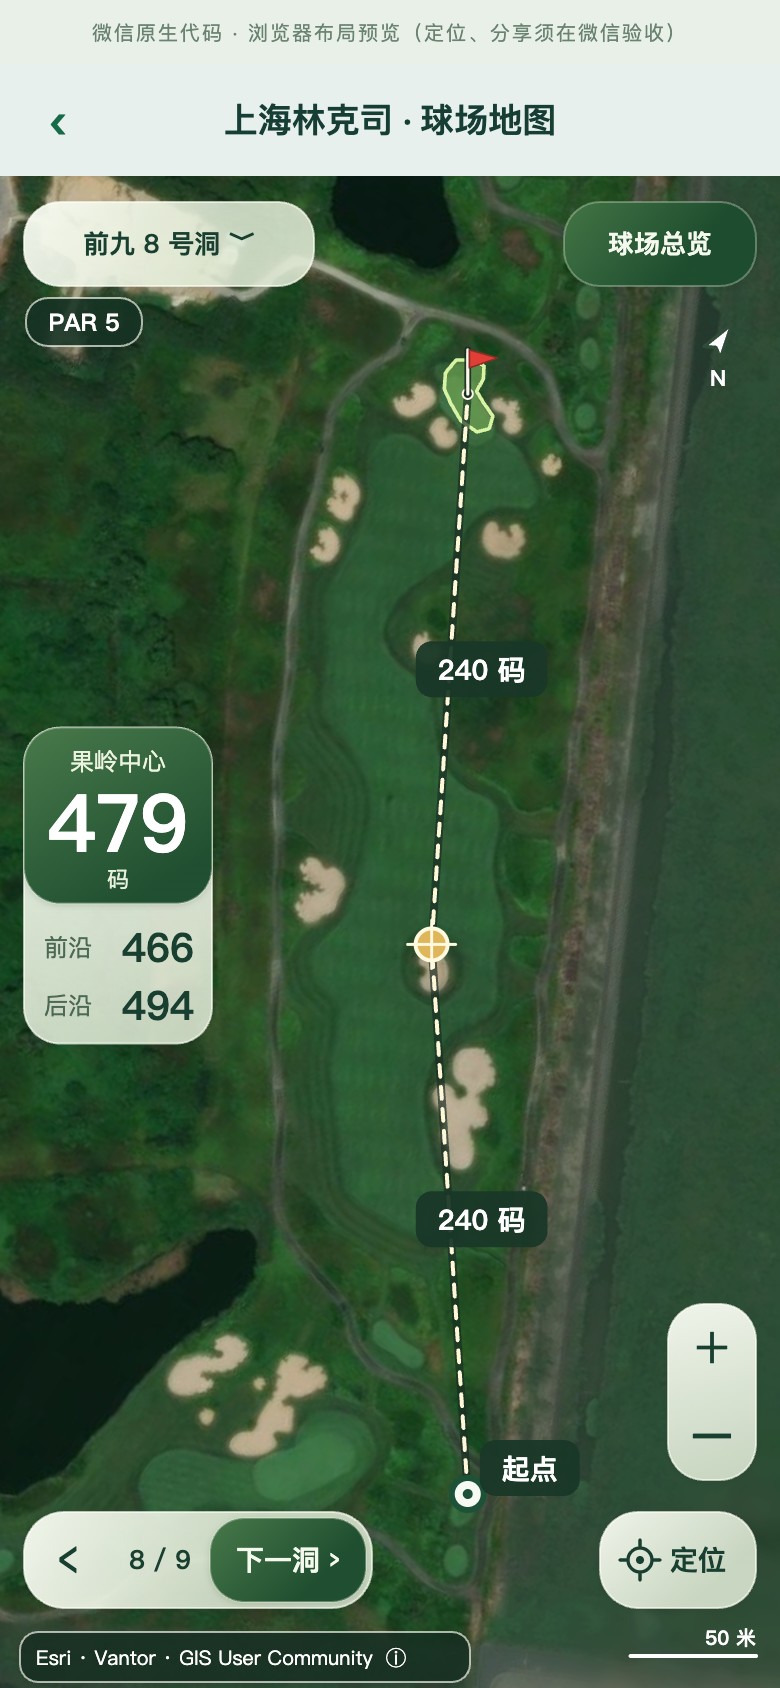 微信原生代码 · 浏览器布局预览（定位、分享须在微信验收）
‹
上海林克司 · 球场地图
前九 8 号洞
球场总览
PAR 5
N
240 码
果岭中心
479
码
前沿 466
后沿 494
240 码
+
−
起点
< 8 / 9 下一洞 ›
定位
50 米
Esri · Vantor · GIS User Community ⓘ